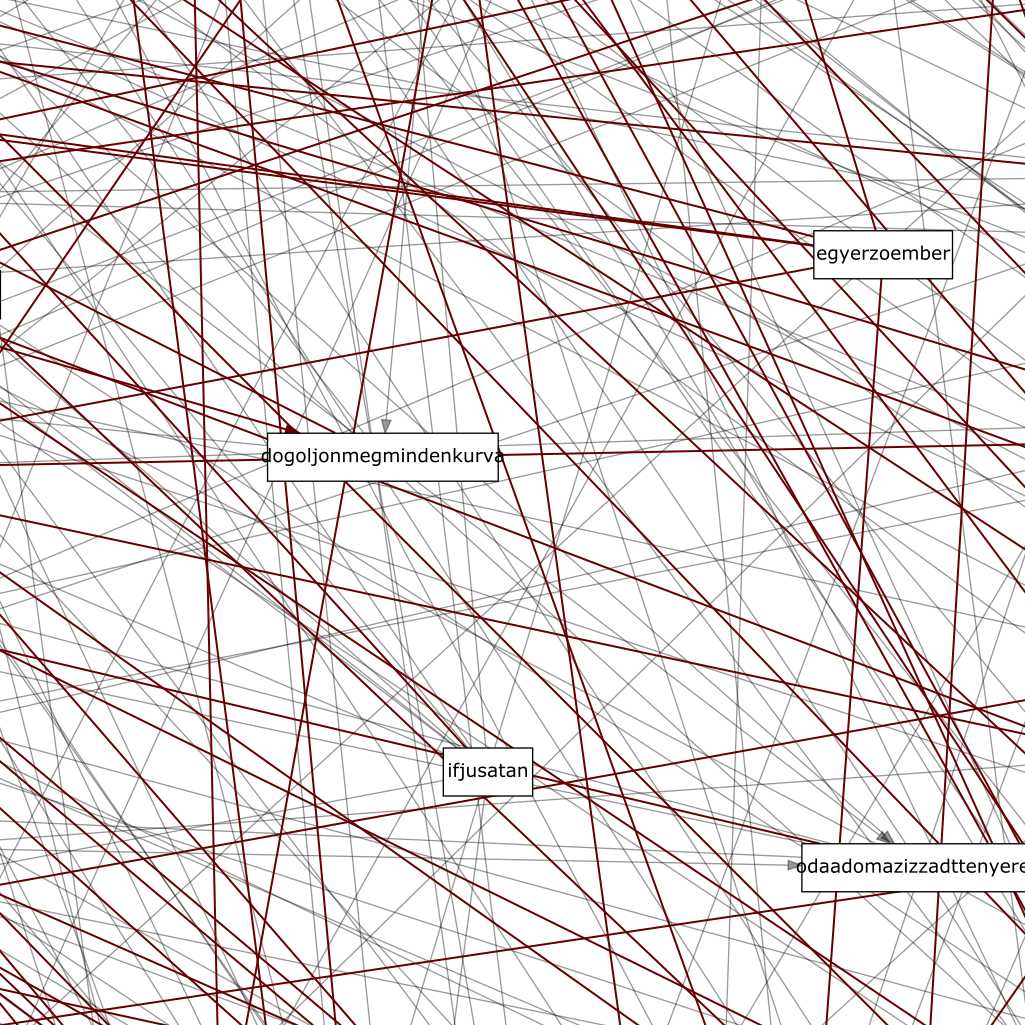 egyerzoember
dogoljonmegmindenkurva
ifjusatan
odaadomazizzadttenyere